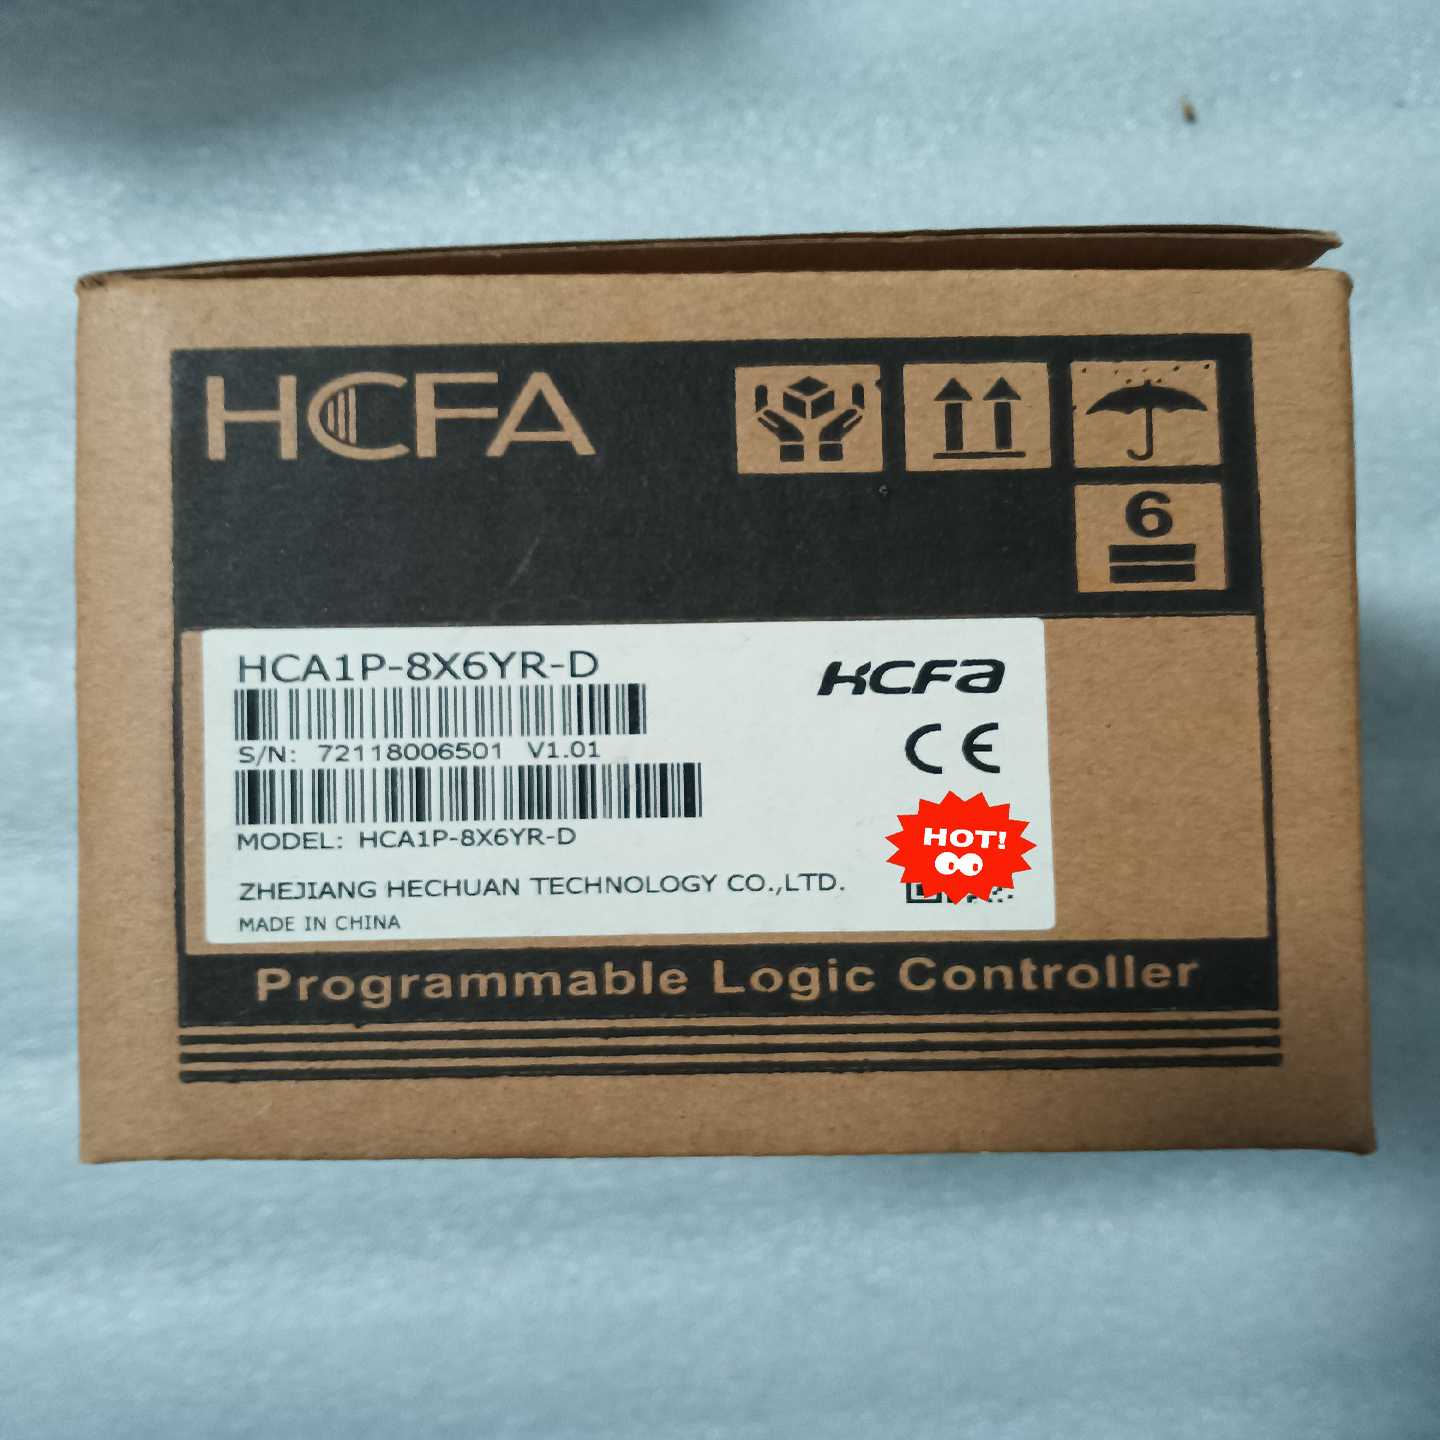 HCFA
6
HCA1P-8X6YR-D
HCFA
S/N: 72118006501 V1.01
CE
MODEL: HCA1P-8X6YR-D
HOT!
ZHEJIANG HECHUAN TECHNOLOGY CO.,LTD.
MADE IN CHINA
Programmable Logic Controller